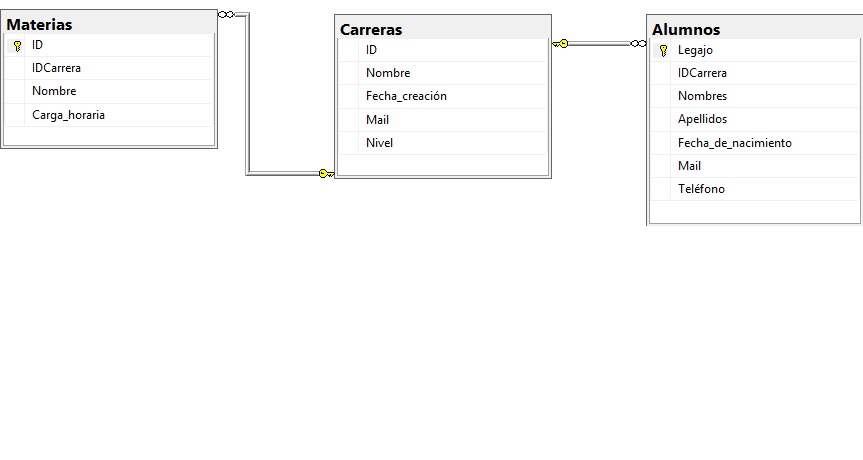 Materias
ID
IDCarrera
Nombre
Carga_horaria
Carreras
ID
Nombre
Fecha_creación
Mail
Nivel
Alumnos
Legajo
IDCarrera
Nombres
Apellidos
Fecha_de_nacimiento
Mail
Teléfono